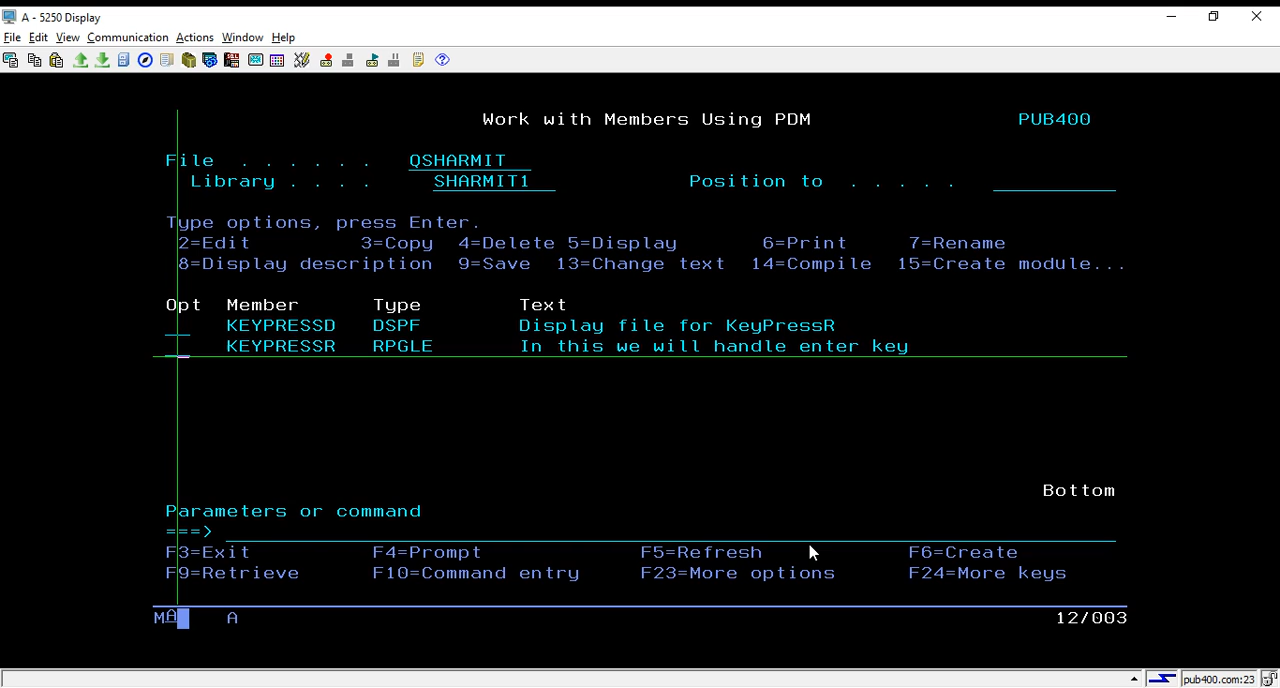 A - 5250 Display
File Edit View Communication Actions Window Help
Work with Members Using PDM PUB400
File . . . . . . QSHARMIT
Library . . . . SHARMIT1 Position to . . . . .
Type options, press Enter.
2=Edit 3=Copy 4=Delete 5=Display 6=Print 7=Rename
8=Display description 9=Save 13=Change text 14=Compile 15=Create module...
Opt Member Type Text
KEYPRESSD DSPF Display file for KeyPressR
KEYPRESSR RPGLE In this we will handle enter key
Bottom
Parameters or command
===>
F3=Exit F4=Prompt F5=Refresh F6=Create
F9=Retrieve F10=Command entry F23=More options F24=More keys
MA A 12/003
pub400.com:23